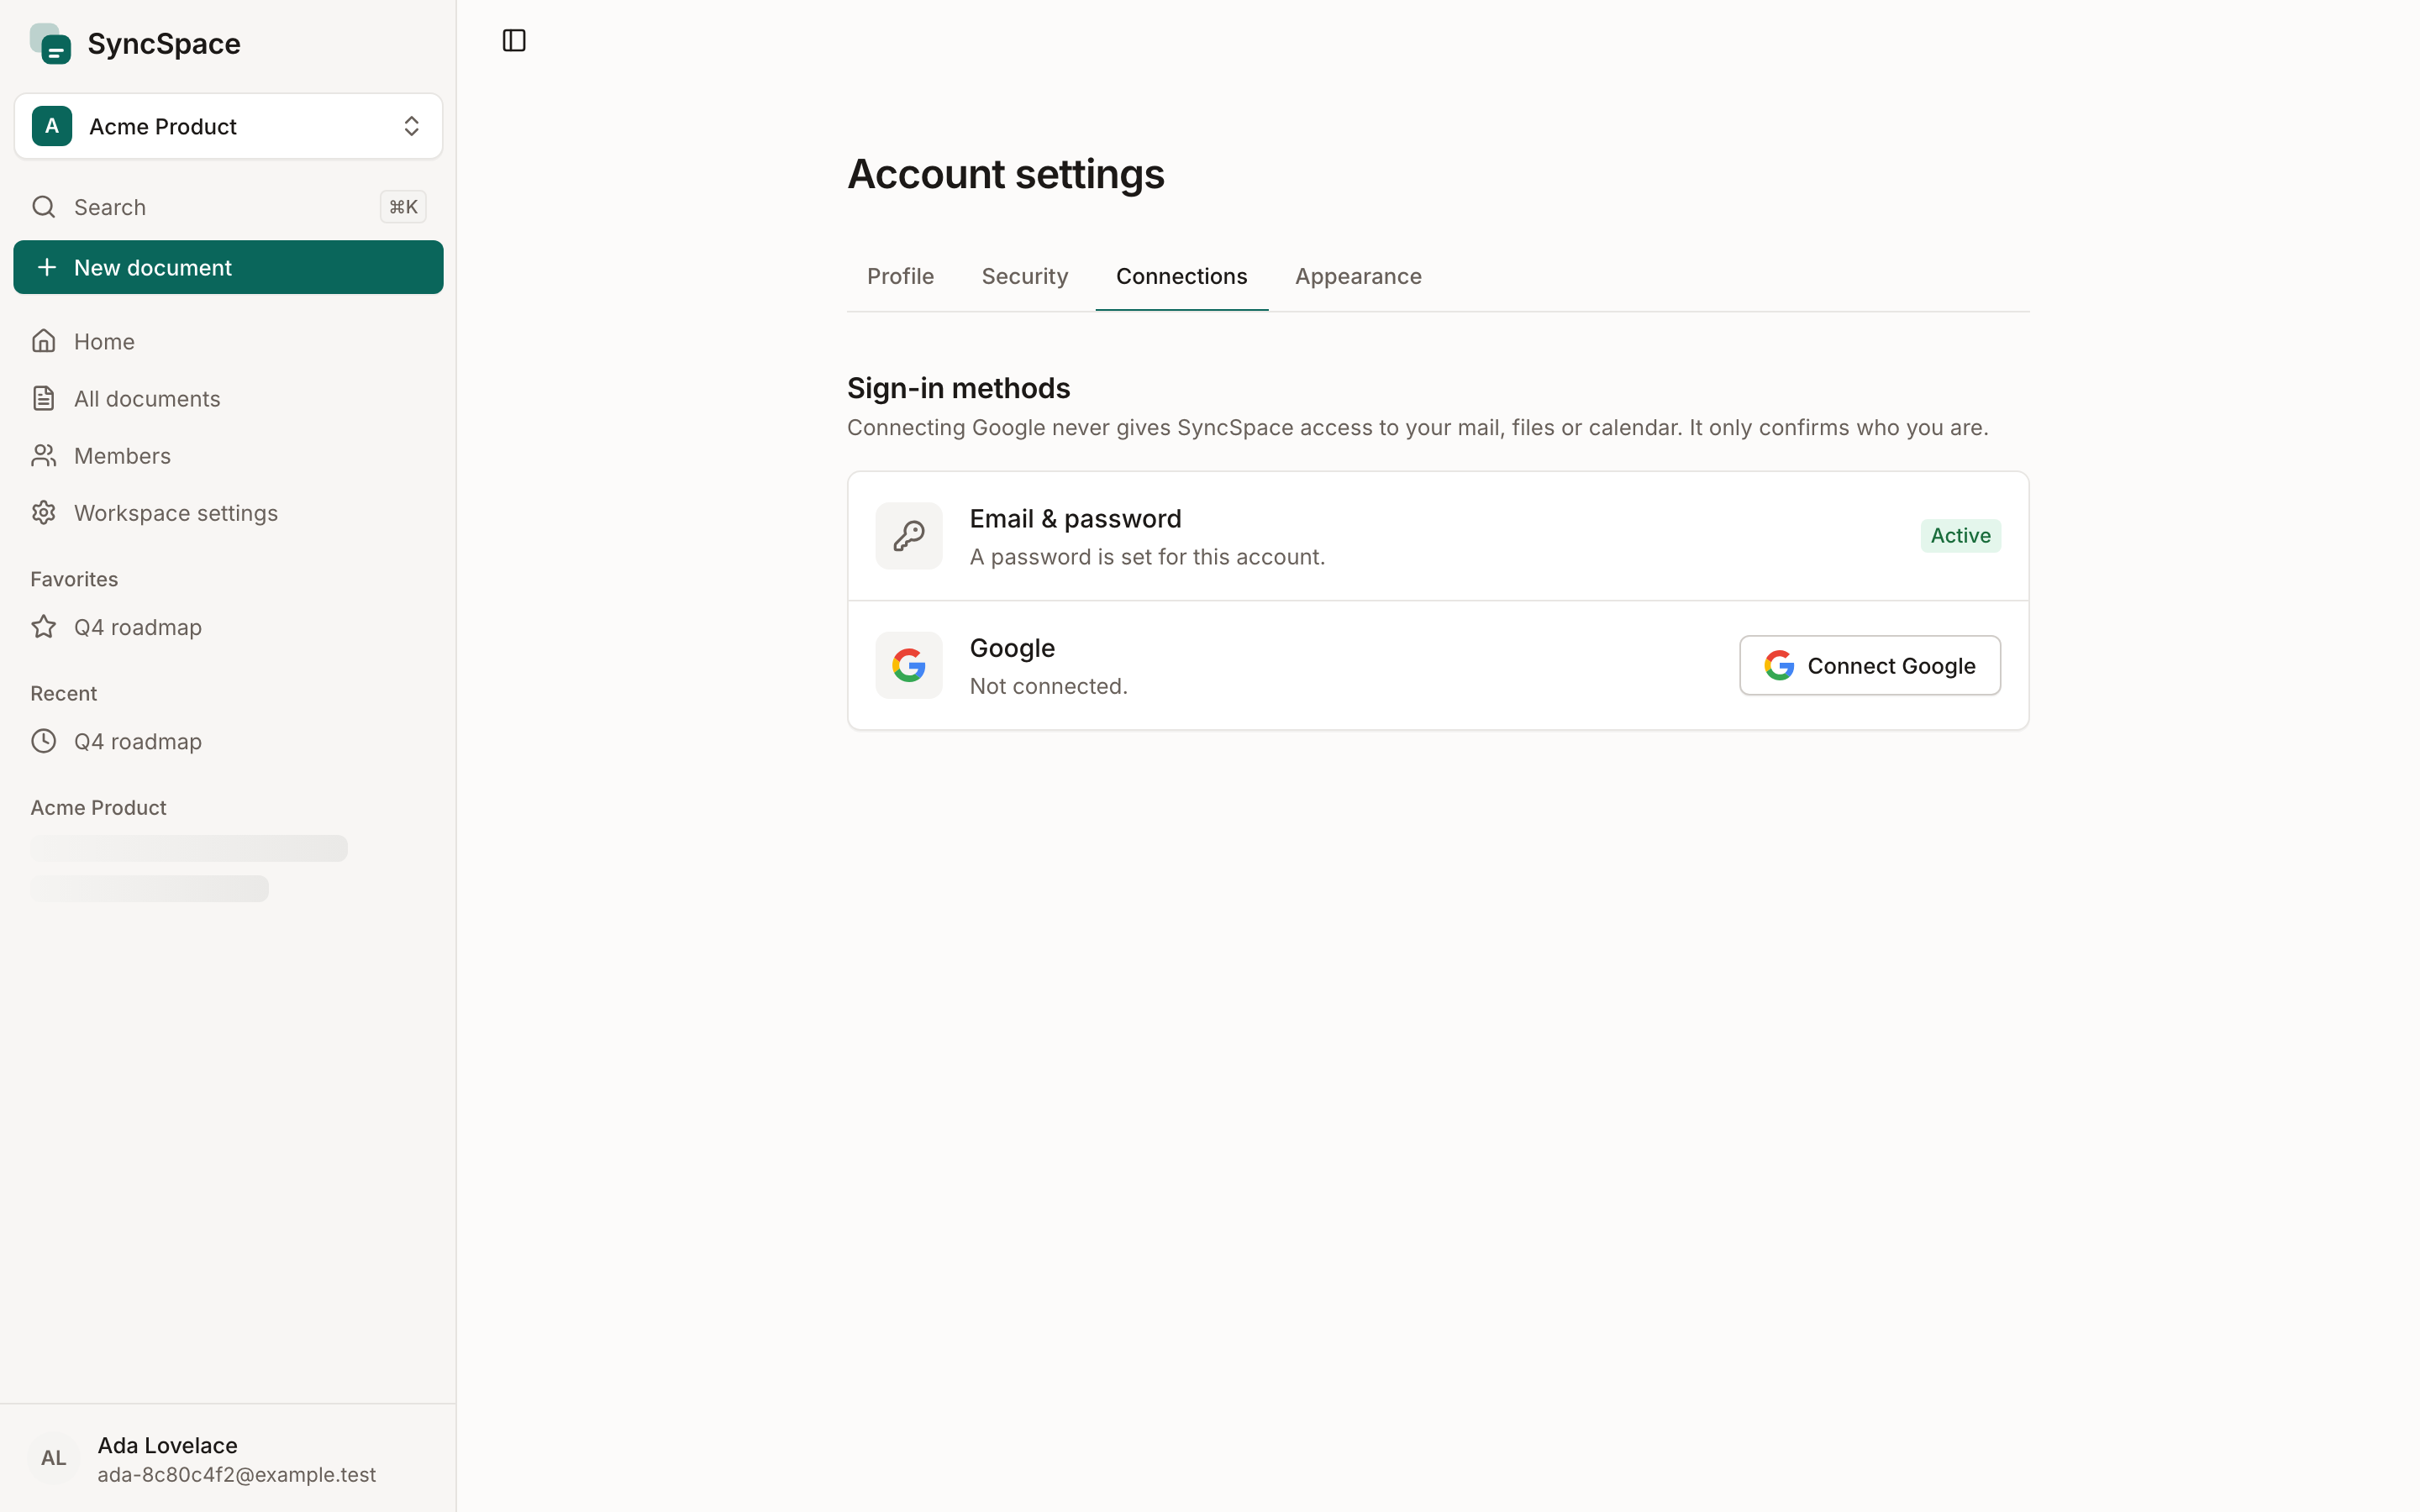 SyncSpace
A
Acme Product
Search
⌘K
New document
Home
All documents
Members
Workspace settings
Favorites
Q4 roadmap
Recent
Q4 roadmap
Acme Product
AL
Ada Lovelace
ada-8c80c4f2@example.test
Account settings
Profile
Security
Connections
Appearance
Sign-in methods
Connecting Google never gives SyncSpace access to your mail, files or calendar. It only confirms who you are.
Email & password
A password is set for this account.
Active
Google
Not connected.
Connect Google